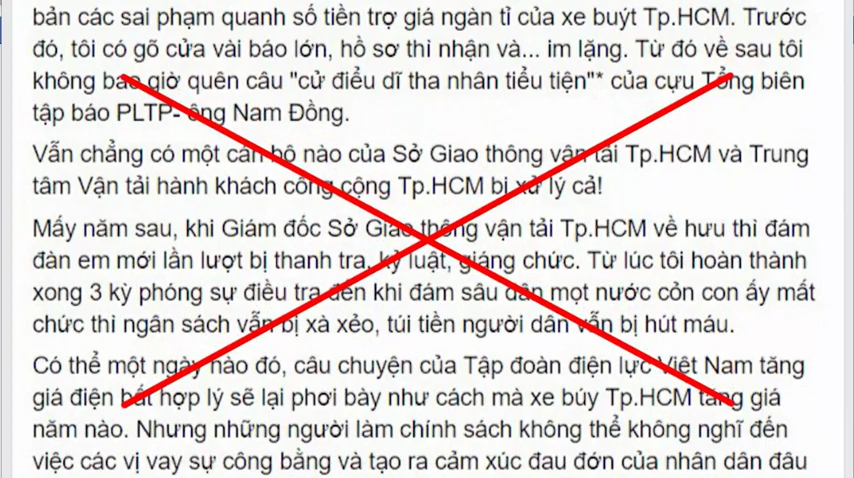 bản các sai phạm quanh số tiền trợ giá ngàn tỉ của xe buýt Tp.HCM. Trước
đó, tôi có gõ cửa vài báo lớn, hồ sơ thì nhận và... im lặng. Từ đó về sau tôi
không bao giờ quên câu "cử điểu dĩ tha nhân tiểu tiện"* của cựu Tổng biên
tập báo PLTP- ông Nam Đồng.
Vẫn chẳng có một cán bộ nào của Sở Giao thông vận tải Tp.HCM và Trung
tâm Vận tải hành khách công cộng Tp.HCM bị xử lý cả!
Mấy năm sau, khi Giám đốc Sở Giao thông vận tải Tp.HCM về hưu thì đám
đàn em mới lần lượt bị thanh tra, kỷ luật, giáng chức. Từ lúc tôi hoàn thành
xong 3 kỳ phóng sự điều tra đến khi đám sâu dân mọt nước cỏn con ấy mất
chức thì ngân sách vẫn bị xà xẻo, túi tiền người dân vẫn bị hút máu.
Có thể một ngày nào đó, câu chuyện của Tập đoàn điện lực Việt Nam tăng
giá điện bất hợp lý sẽ lại phơi bày như cách mà xe búy Tp.HCM tăng giá
năm nào. Nhưng những người làm chính sách không thể không nghĩ đến
việc các vị vay sự công bằng và tạo ra cảm xúc đau đớn của nhân dân đâu